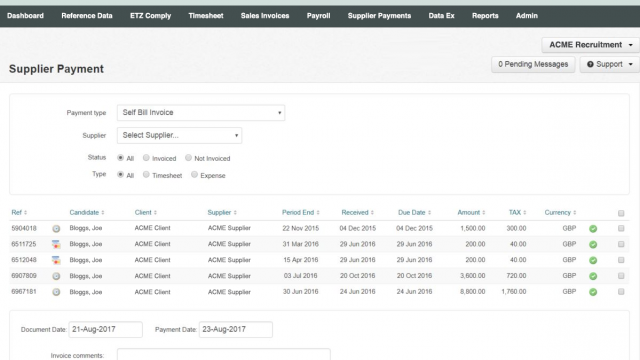 Dashboard Reference Data ETZ Comply Timesheet Sales Invoices Payroll Supplier Payments Data Ex Reports Admin
ACME Recruitment
Supplier Payment
0 Pending Messages Support
Payment type Self Bill Invoice
Supplier Select Supplier...
Status All Invoiced Not Invoiced
Type All Timesheet Expense
Ref Candidate Client Supplier Period End Received Due Date Amount TAX Currency
5904018 Bloggs, Joe ACME Client ACME Supplier 22 Nov 2015 04 Dec 2015 04 Dec 2015 1,500.00 300.00 GBP
6511725 Bloggs, Joe ACME Client ACME Supplier 31 Mar 2016 29 Jun 2016 29 Jun 2016 200.00 40.00 GBP
6512048 Bloggs, Joe ACME Client ACME Supplier 15 Apr 2016 29 Jun 2016 29 Jun 2016 200.00 40.00 GBP
6907809 Bloggs, Joe ACME Client ACME Supplier 03 Jul 2016 20 Oct 2016 20 Oct 2016 3,600.00 720.00 GBP
6967181 Bloggs, Joe ACME Client ACME Supplier 30 Jun 2016 24 Jun 2016 24 Jun 2016 8,800.00 1,760.00 GBP
Document Date: 21-Aug-2017 Payment Date: 23-Aug-2017
Invoice comments: